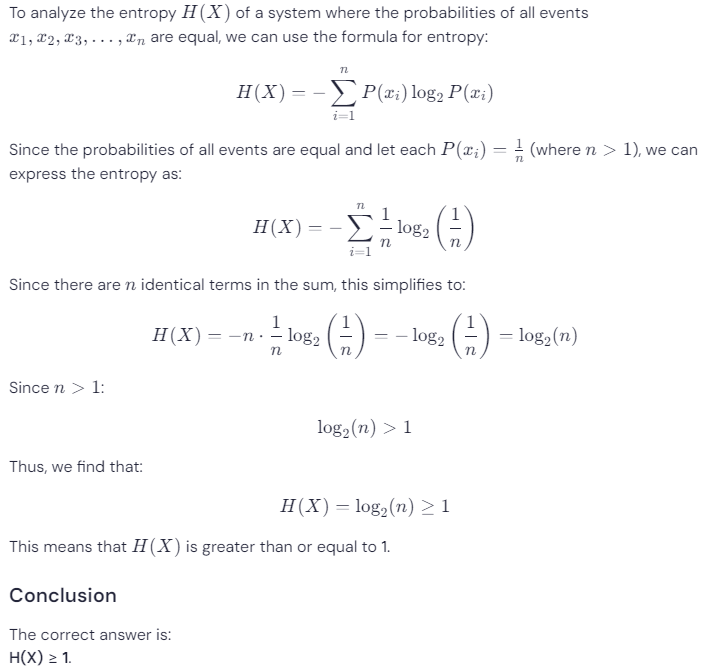 To analyze the entropy H(X) of a system where the probabilities of all events
x₁, x₂, x₃, . . . , xₙ are equal, we can use the formula for entropy:
H(X) = − ∑ᵢ₌₁ⁿ P(xᵢ) log₂ P(xᵢ)
Since the probabilities of all events are equal and let each P(xᵢ) = 1/n (where n > 1), we can
express the entropy as:
H(X) = − ∑ᵢ₌₁ⁿ 1/n log₂ (1/n)
Since there are n identical terms in the sum, this simplifies to:
H(X) = −n · 1/n log₂ (1/n) = − log₂ (1/n) = log₂(n)
Since n > 1:
log₂(n) > 1
Thus, we find that:
H(X) = log₂(n) ≥ 1
This means that H(X) is greater than or equal to 1.
Conclusion
The correct answer is:
H(X) ≥ 1.